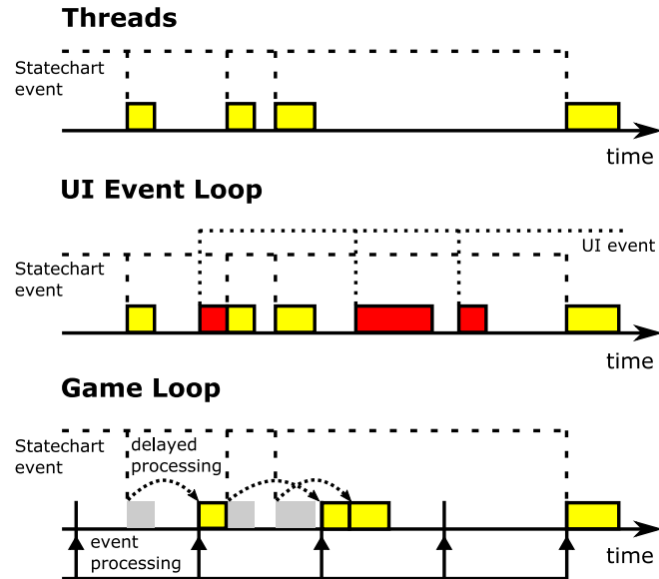 Threads
Statechart
event
time
UI Event Loop
UI event
Statechart
event
time
Game Loop
Statechart
event
delayed
processing
time
event
processing